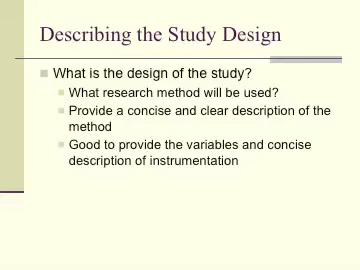 Describing the Study Design
What is the design of the study?
What research method will be used?
Provide a concise and clear description of the
method
Good to provide the variables and concise
description of instrumentation